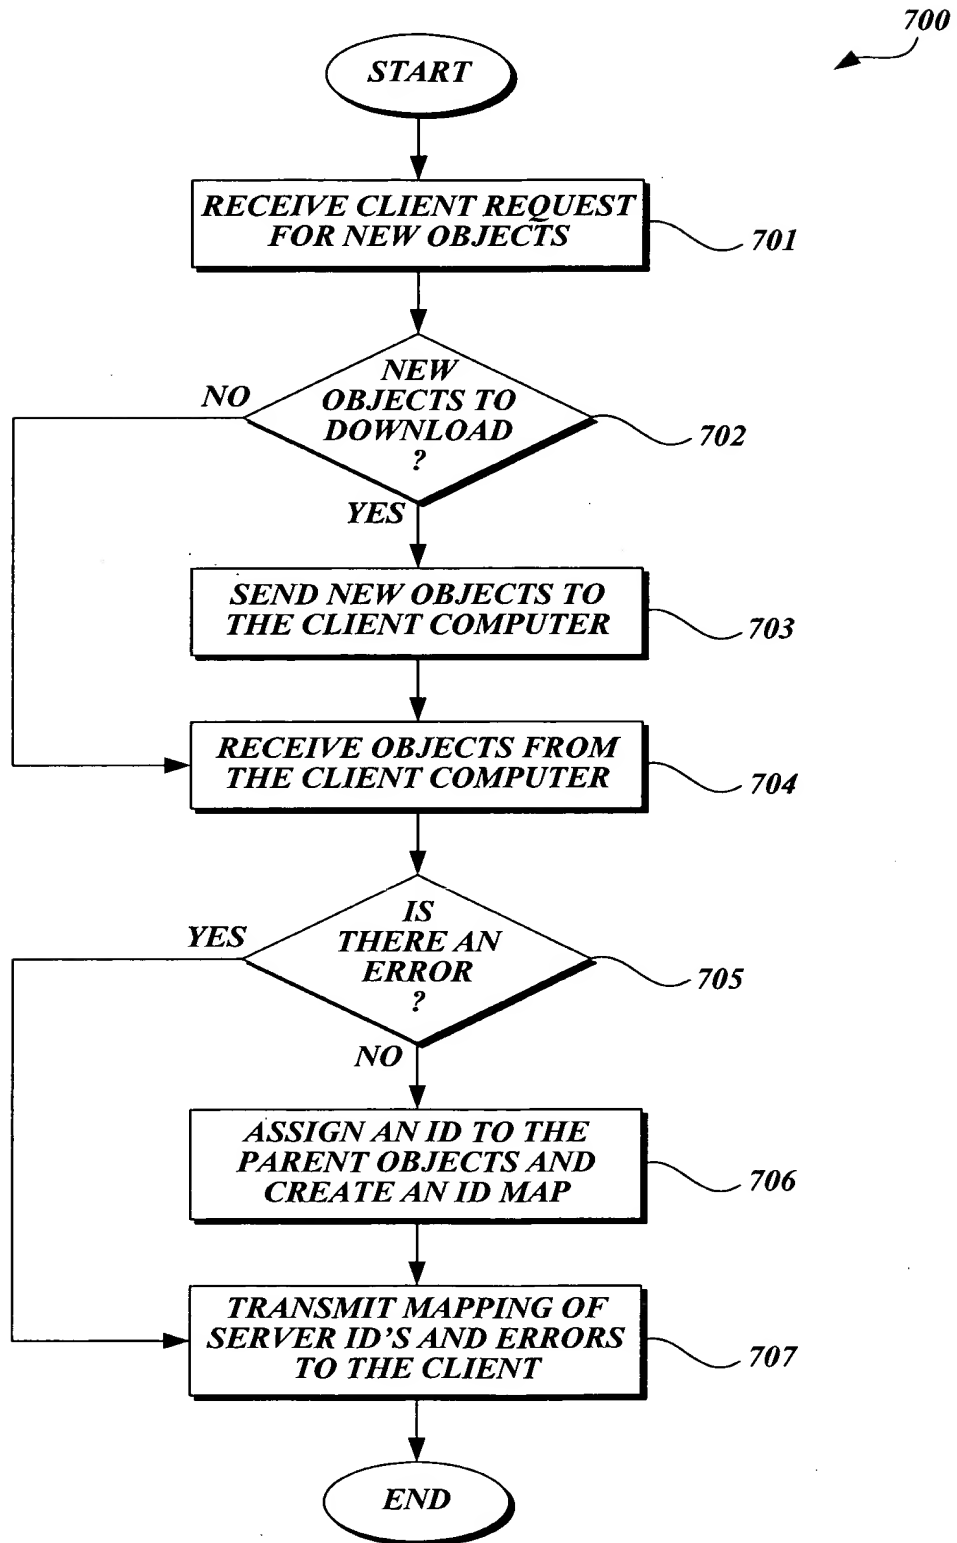 700
START
RECEIVE CLIENT REQUEST
FOR NEW OBJECTS
701
NEW
OBJECTS TO
DOWNLOAD
?
NO
702
YES
SEND NEW OBJECTS TO
THE CLIENT COMPUTER
703
RECEIVE OBJECTS FROM
THE CLIENT COMPUTER
704
IS
THERE AN
ERROR
?
YES
705
NO
ASSIGN AN ID TO THE
PARENT OBJECTS AND
CREATE AN ID MAP
706
TRANSMIT MAPPING OF
SERVER ID'S AND ERRORS
TO THE CLIENT
707
END